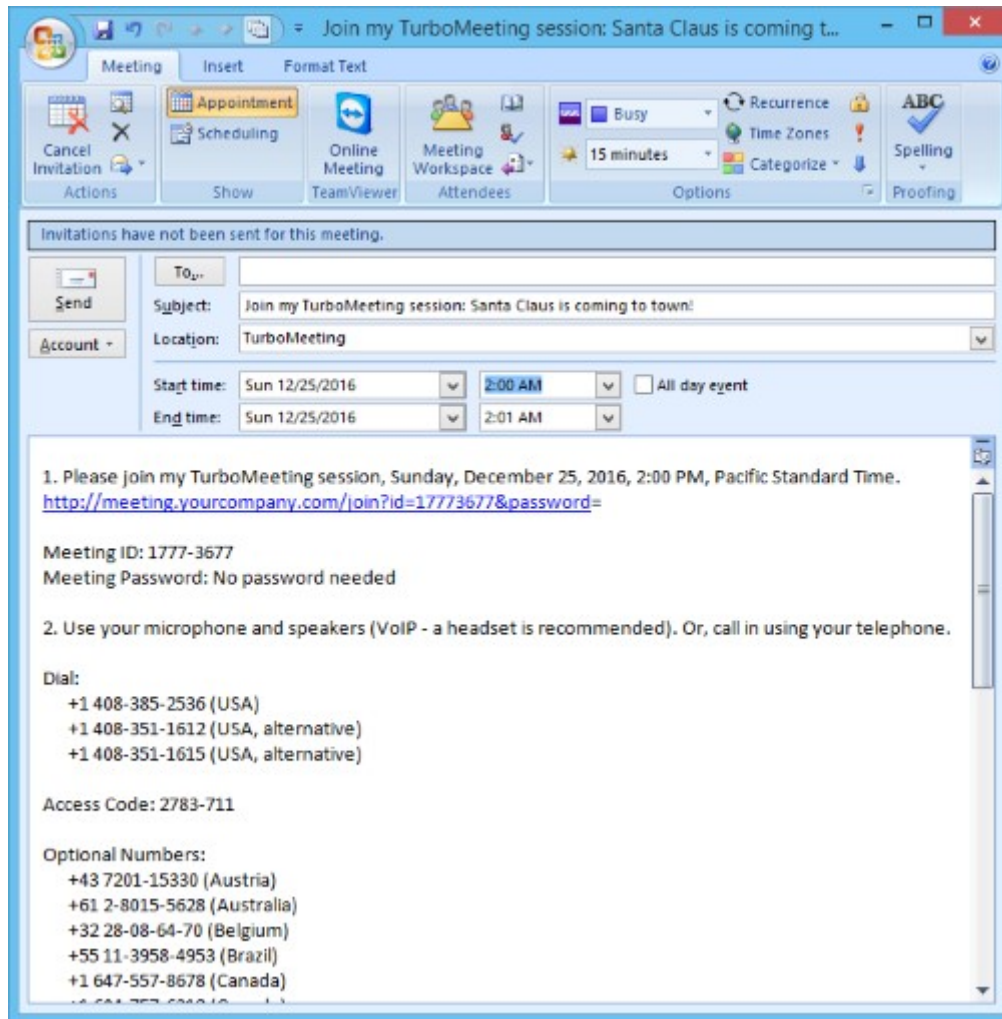 Join my TurboMeeting session: Santa Claus is coming t...
Meeting Insert Format Text
Cancel Invitation
Actions
Appointment
Scheduling
Show
Online Meeting
TeamViewer
Meeting Workspace
Attendees
Busy
15 minutes
Recurrence
Time Zones
Categorize
Options
ABC
Spelling
Proofing
Invitations have not been sent for this meeting.
Send
Account
To...
Subject: Join my TurboMeeting session: Santa Claus is coming to town!
Location: TurboMeeting
Start time: Sun 12/25/2016 2:00 AM All day event
End time: Sun 12/25/2016 2:01 AM
1. Please join my TurboMeeting session, Sunday, December 25, 2016, 2:00 PM, Pacific Standard Time.
http://meeting.yourcompany.com/join?id=17773677&password=
Meeting ID: 1777-3677
Meeting Password: No password needed
2. Use your microphone and speakers (VoIP - a headset is recommended). Or, call in using your telephone.
Dial:
+1 408-385-2536 (USA)
+1 408-351-1612 (USA, alternative)
+1 408-351-1615 (USA, alternative)
Access Code: 2783-711
Optional Numbers:
+43 7201-15330 (Austria)
+61 2-8015-5628 (Australia)
+32 28-08-64-70 (Belgium)
+55 11-3958-4953 (Brazil)
+1 647-557-8678 (Canada)